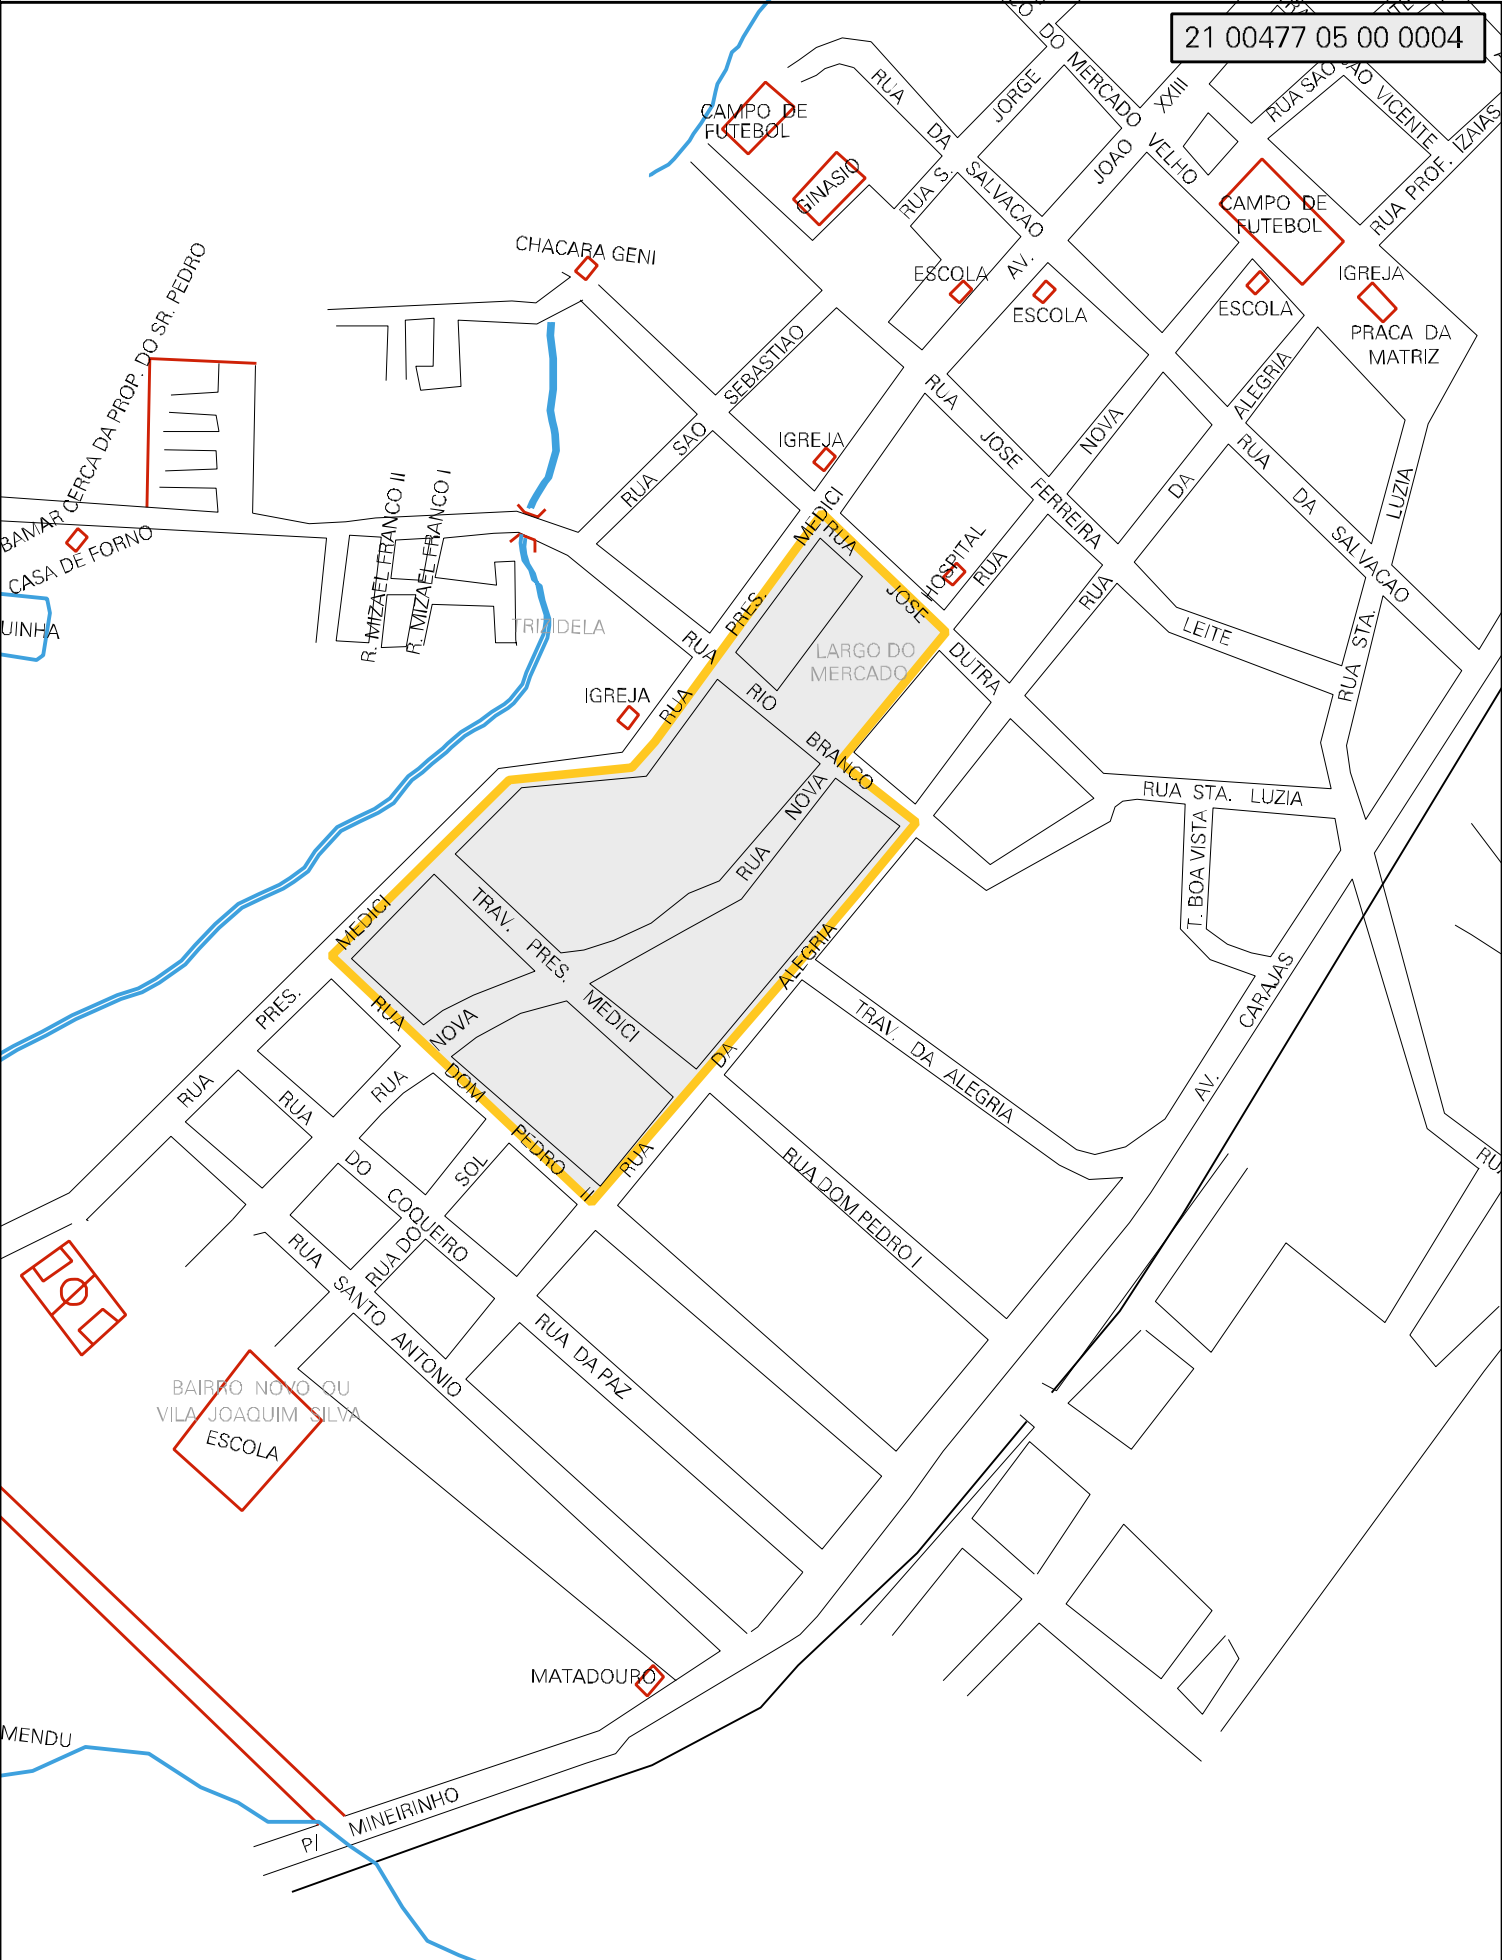 21 00477 05 00 0004
DO MERCADO VELHO
RUA DA SALVACAO
JORGE
RUA S.
XXIII
JOAO
AV.
RUA SAO
VICENTE
RUA PROF. IZAIAS
CAMPO DE
FUTEBOL
GINASIO
CAMPO DE
FUTEBOL
CHACARA GENI
ESCOLA
ESCOLA
ESCOLA
IGREJA
PRACA DA
MATRIZ
CERCA DA PROP. DO SR. PEDRO
RUA SAO SEBASTIAO
IGREJA
RUA JOSE FERREIRA
NOVA
RUA
ALEGRIA
DA
RUA
RUA DA SALVACAO
LUZIA
RUA STA.
BAMAR
CASA DE FORNO
UINHA
R. MIZAEL FRANCO II
R. MIZAEL FRANCO I
TRIZIDELA
HOSPITAL
MEDICI
PRES.
RUA
RUA JOSE DUTRA
LEITE
LARGO DO
MERCADO
IGREJA
RUA RIO BRANCO
RUA NOVA
RUA STA. LUZIA
T. BOA VISTA
MEDICI
PRES.
RUA
TRAV. PRES. MEDICI
RUA DA ALEGRIA
RUA DOM PEDRO II
RUA NOVA
TRAV. DA ALEGRIA
AV. CARAJAS
RUA DO COQUEIRO
RUA DO SOL
RUA DOM PEDRO I
RUA SANTO ANTONIO
RUA DA PAZ
BAIRRO NOVO OU
VILA JOAQUIM SILVA
ESCOLA
MATADOURO
MENDU
P/ MINEIRINHO